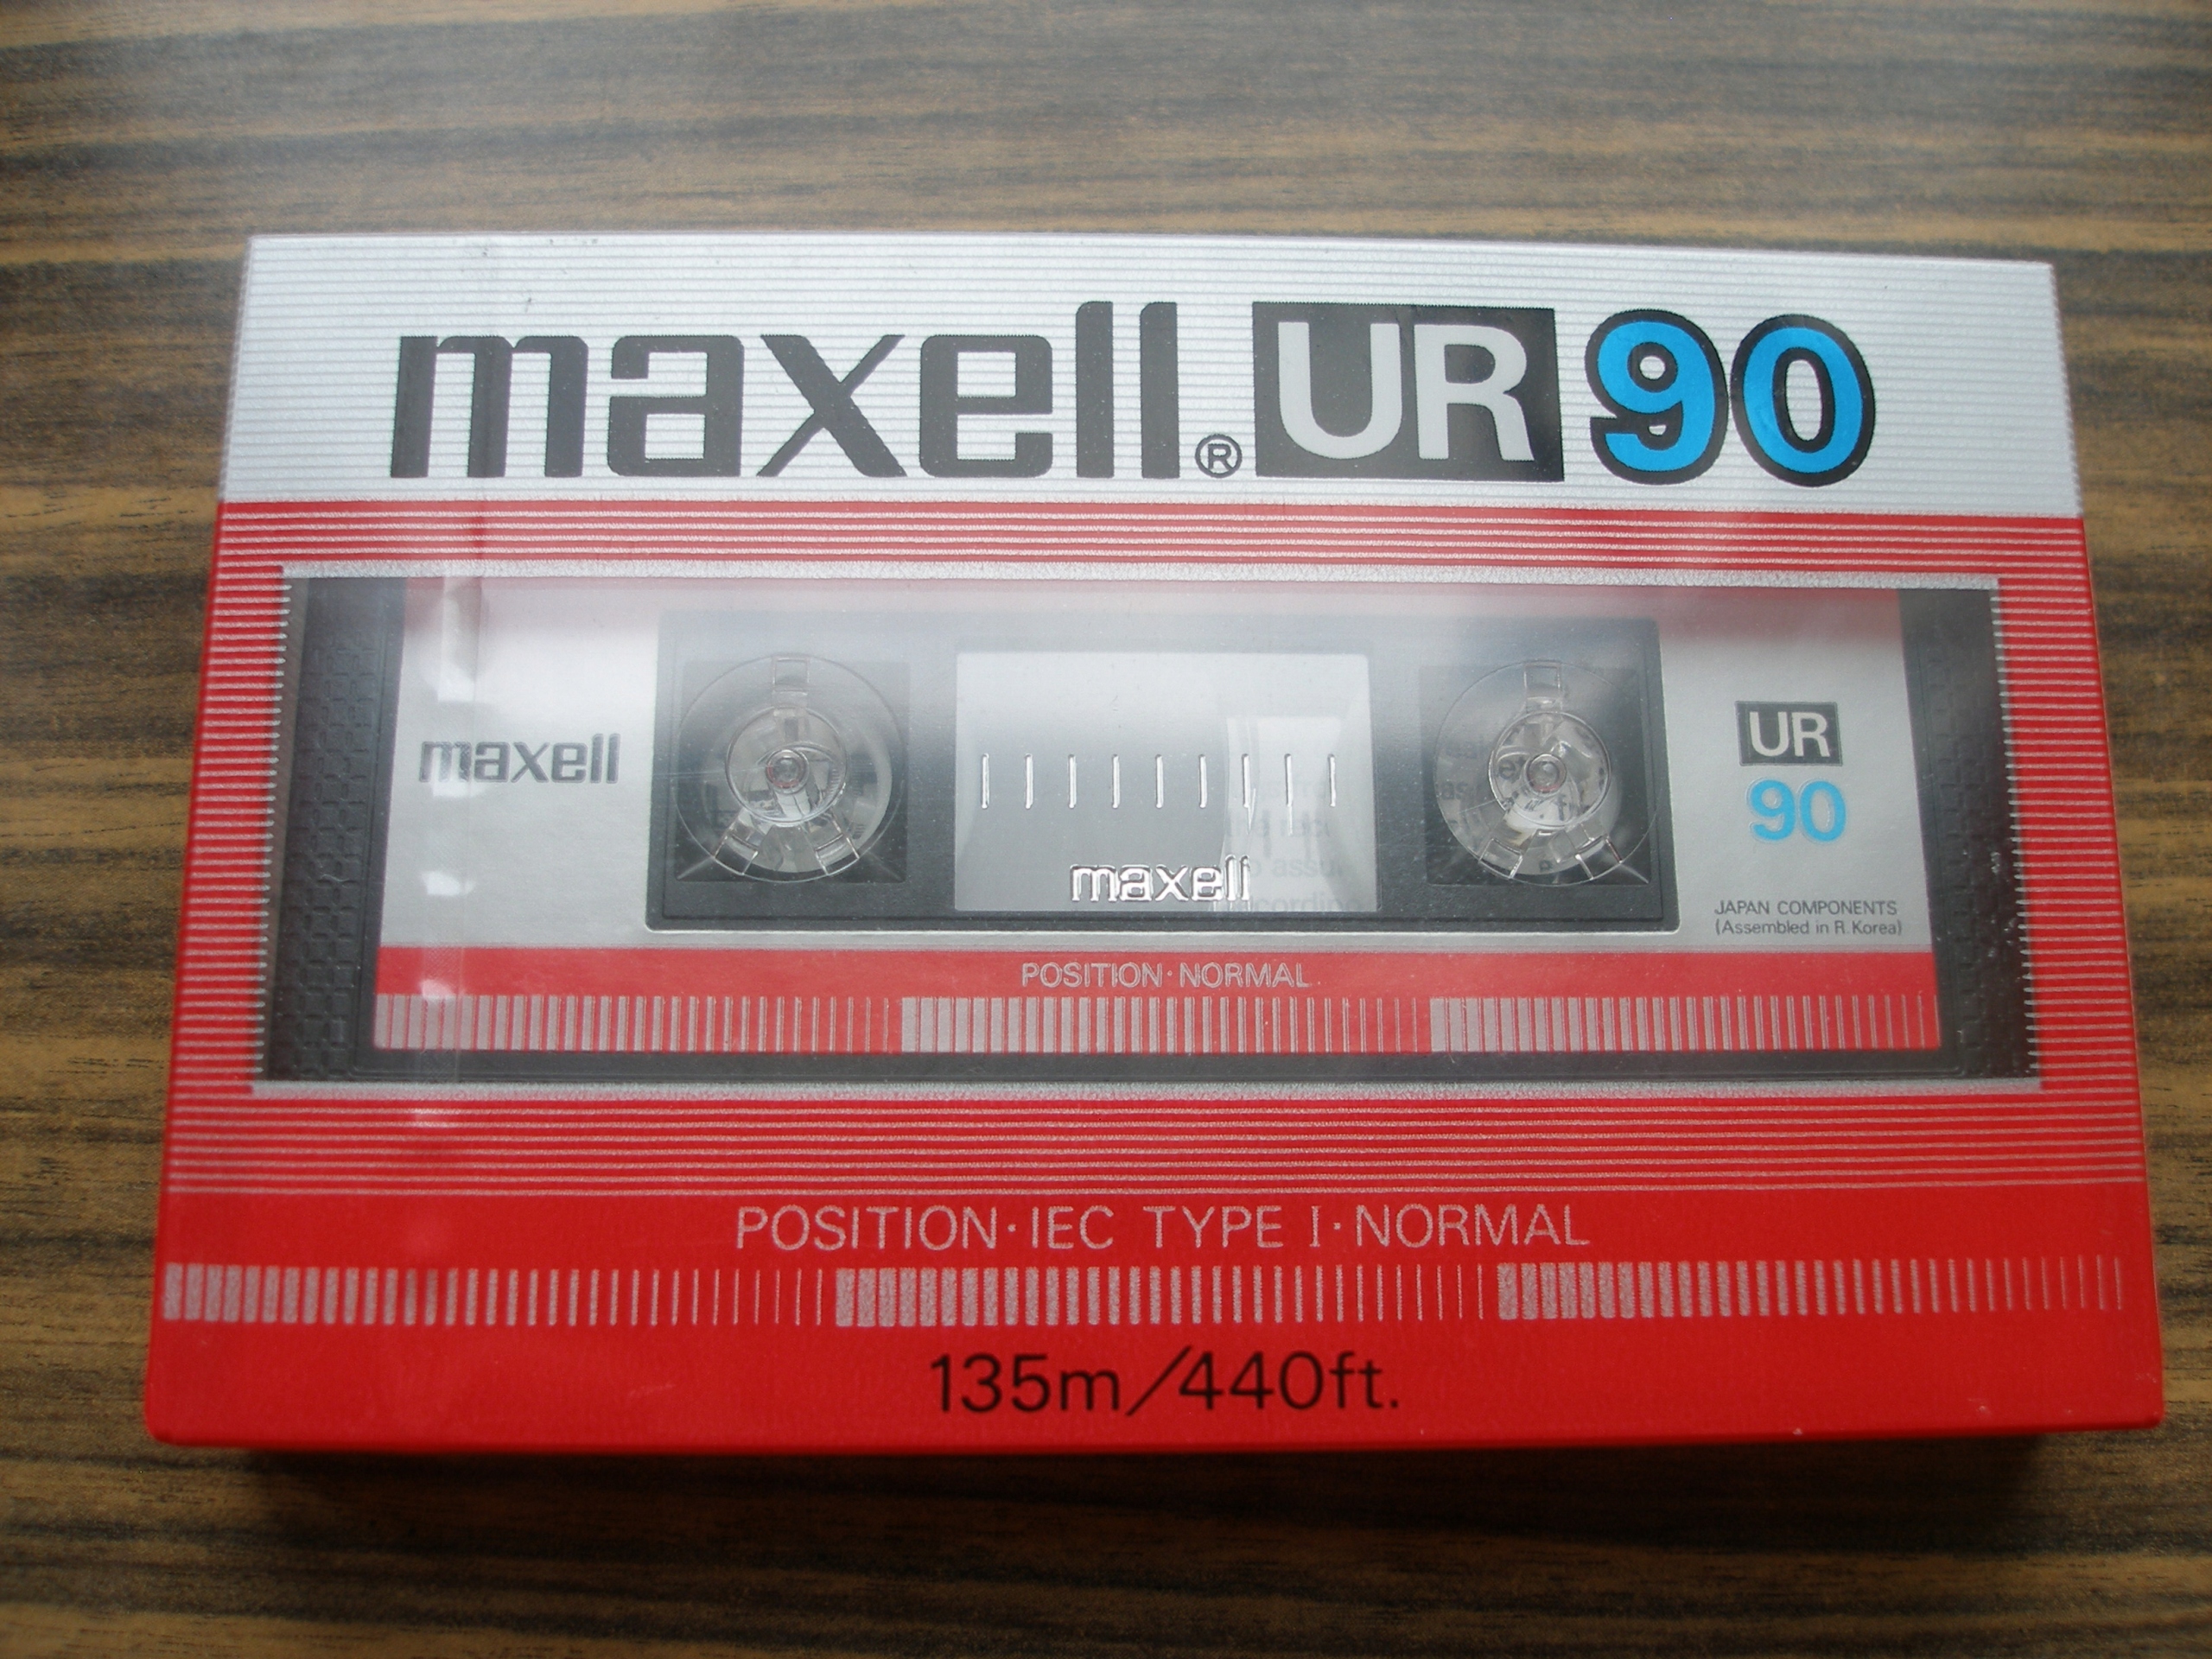 maxell® UR 90
maxell
UR
90
maxell
JAPAN COMPONENTS
(Assembled in R.Korea)
POSITION·NORMAL
POSITION·IEC TYPE I·NORMAL
135m/440ft.